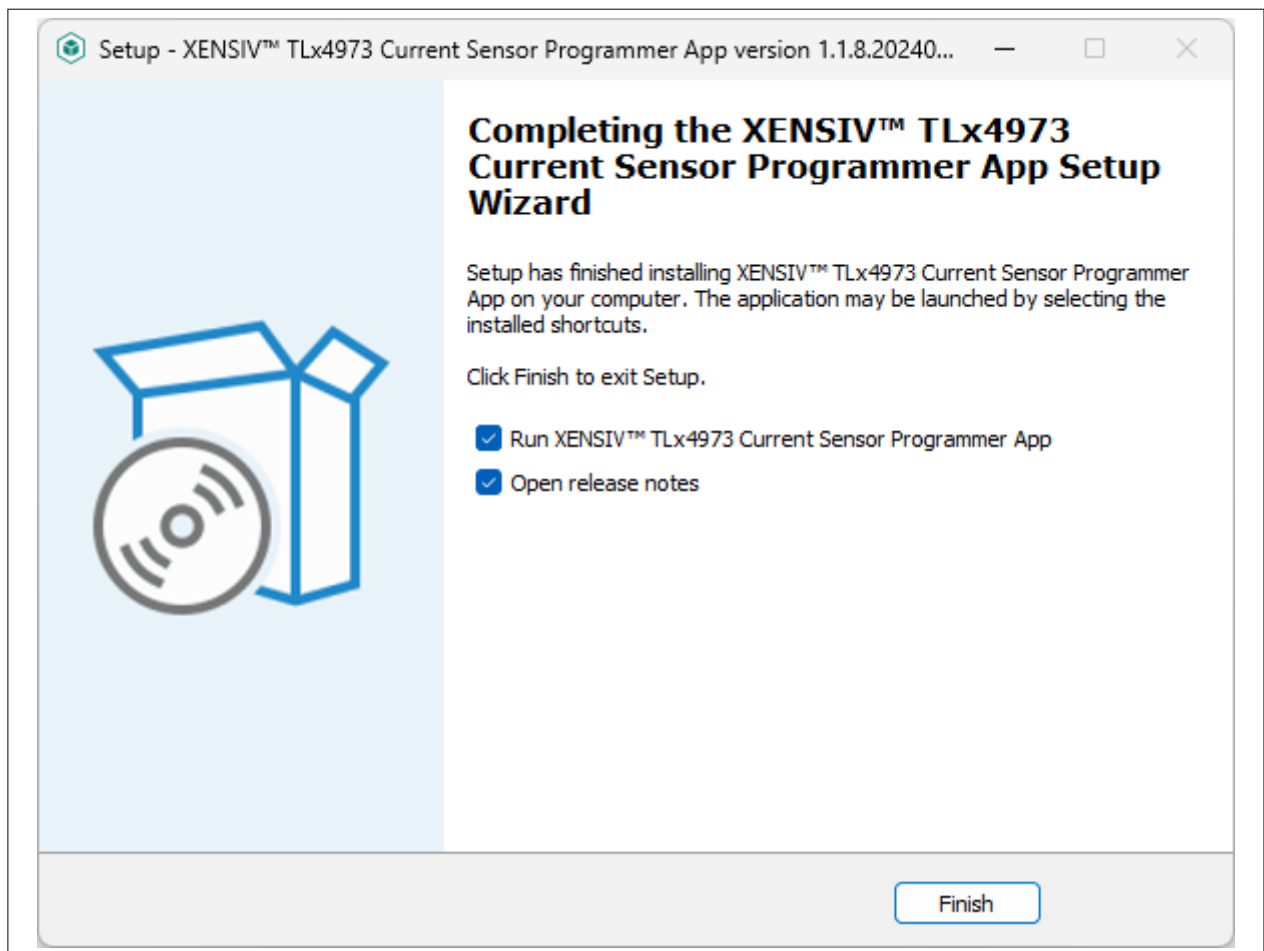 Setup - XENSIV™ TLx4973 Current Sensor Programmer App version 1.1.8.20240...
Completing the XENSIV™ TLx4973
Current Sensor Programmer App Setup
Wizard
Setup has finished installing XENSIV™ TLx4973 Current Sensor Programmer
App on your computer. The application may be launched by selecting the
installed shortcuts.
Click Finish to exit Setup.
Run XENSIV™ TLx4973 Current Sensor Programmer App
Open release notes
Finish